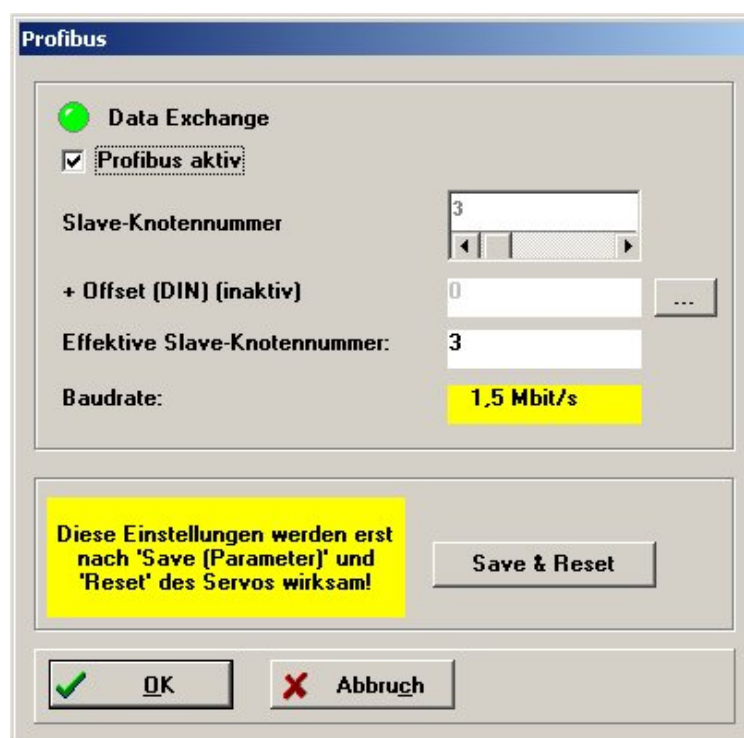 Profibus
Data Exchange
Profibus aktiv
Slave-Knotennummer
3
+ Offset (DIN) (inaktiv)
0
...
Effektive Slave-Knotennummer:
3
Baudrate:
1,5 Mbit/s
Diese Einstellungen werden erst
nach 'Save (Parameter)' und
'Reset' des Servos wirksam!
Save & Reset
OK
Abbruch